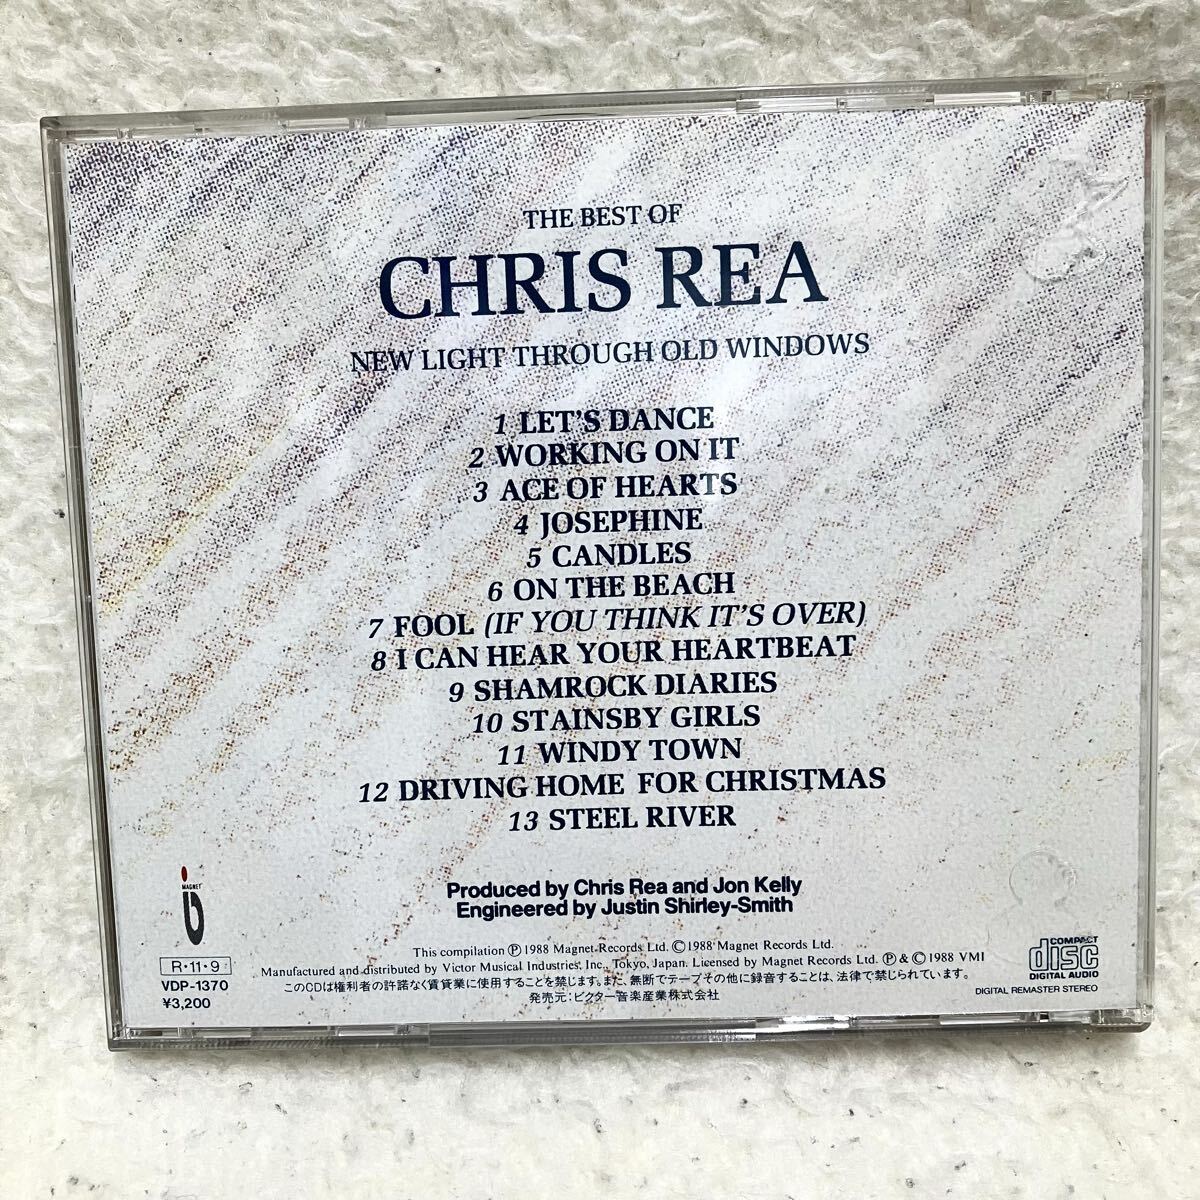 THE BEST OF
CHRIS REA
NEW LIGHT THROUGH OLD WINDOWS
1 LET'S DANCE
2 WORKING ON IT
3 ACE OF HEARTS
4 JOSEPHINE
5 CANDLES
6 ON THE BEACH
7 FOOL (IF YOU THINK IT'S OVER)
8 I CAN HEAR YOUR HEARTBEAT
9 SHAMROCK DIARIES
10 STAINSBY GIRLS
11 WINDY TOWN
12 DRIVING HOME FOR CHRISTMAS
13 STEEL RIVER
Produced by Chris Rea and Jon Kelly
Engineered by Justin Shirley-Smith
MAGNET
This compilation Ⓟ 1988 Magnet Records Ltd. © 1988 Magnet Records Ltd.
Manufactured and distributed by Victor Musical Industries, Inc., Tokyo, Japan. Licensed by Magnet Records Ltd. Ⓟ & © 1988 VMI
このCDは権利者の許諾なく賃貸業に使用することを禁じます。また、無断でテープその他に録音することは、法律で禁じられています。
発売元：ビクター音楽産業株式会社
R・11・9
VDP-1370
¥3,200
COMPACT
disc
DIGITAL AUDIO
DIGITAL REMASTER STEREO